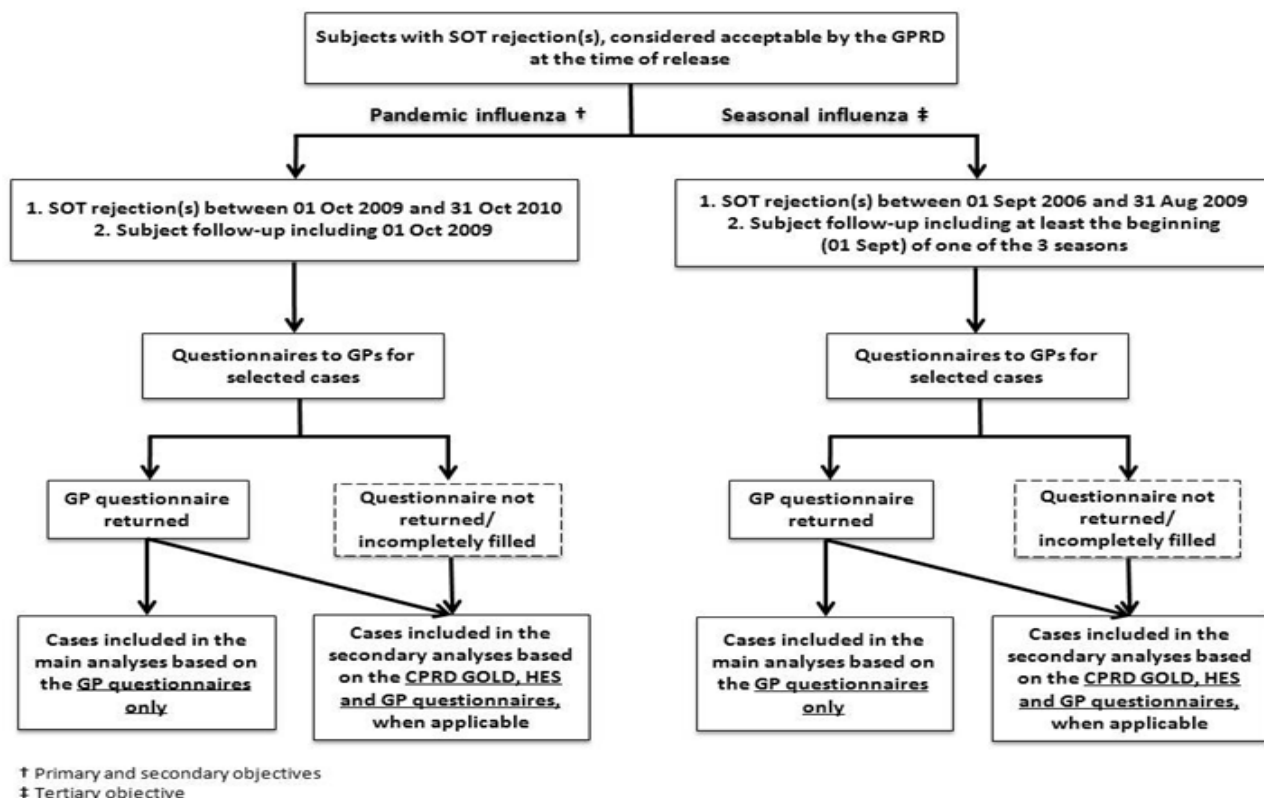 Subjects with SOT rejection(s), considered acceptable by the GPRD
at the time of release
Pandemic influenza †
Seasonal influenza ‡
1. SOT rejection(s) between 01 Oct 2009 and 31 Oct 2010
2. Subject follow-up including 01 Oct 2009
1. SOT rejection(s) between 01 Sept 2006 and 31 Aug 2009
2. Subject follow-up including at least the beginning
(01 Sept) of one of the 3 seasons
Questionnaires to GPs for
selected cases
Questionnaires to GPs for
selected cases
GP questionnaire
returned
Questionnaire not
returned/
incompletely filled
GP questionnaire
returned
Questionnaire not
returned/
incompletely filled
Cases included in the
main analyses based on
the GP questionnaires
only
Cases included in the
secondary analyses based
on the CPRD GOLD, HES
and GP questionnaires,
when applicable
Cases included in the
main analyses based on
the GP questionnaires
only
Cases included in the
secondary analyses based
on the CPRD GOLD, HES
and GP questionnaires,
when applicable
† Primary and secondary objectives
‡ Tertiary objective